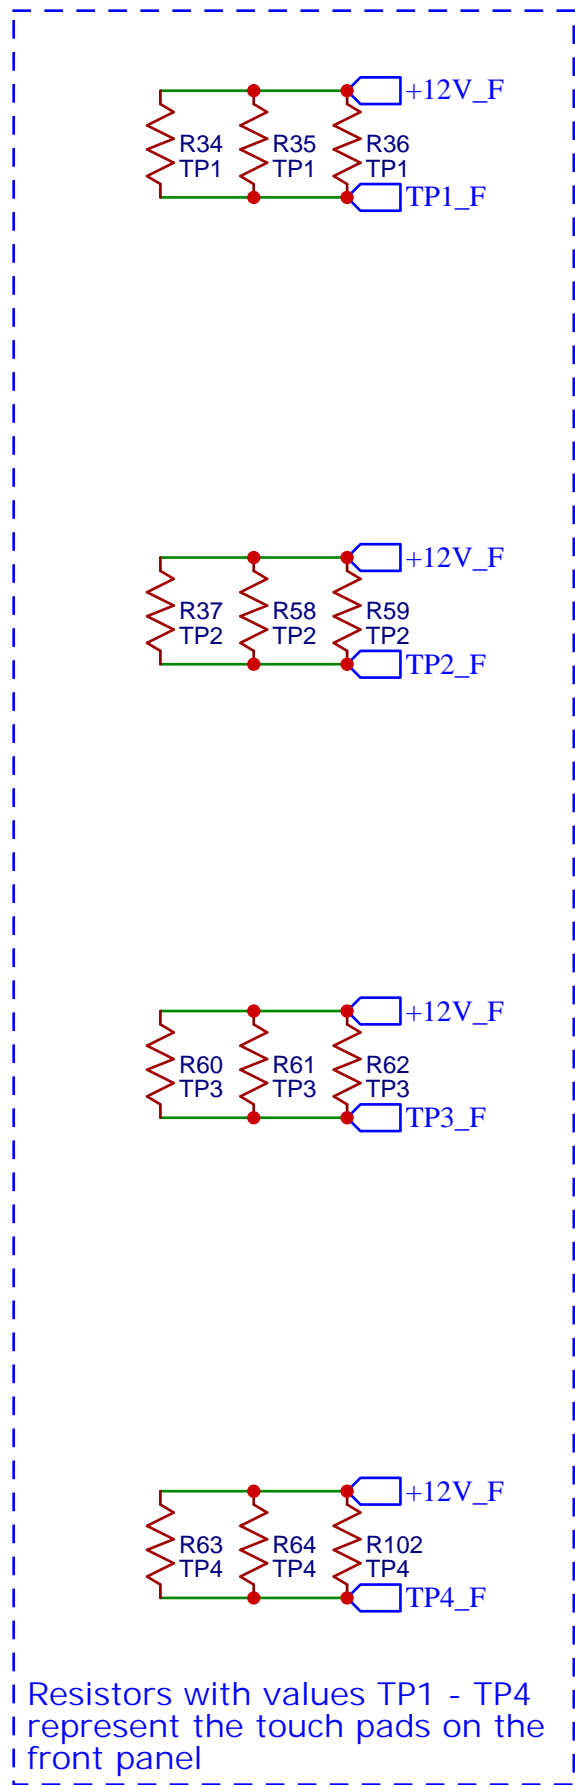 +12V_F
R34 R35 R36
TP1 TP1 TP1
TP1_F
+12V_F
R37 R58 R59
TP2 TP2 TP2
TP2_F
+12V_F
R60 R61 R62
TP3 TP3 TP3
TP3_F
+12V_F
R63 R64 R102
TP4 TP4 TP4
TP4_F
Resistors with values TP1 - TP4
represent the touch pads on the
front panel